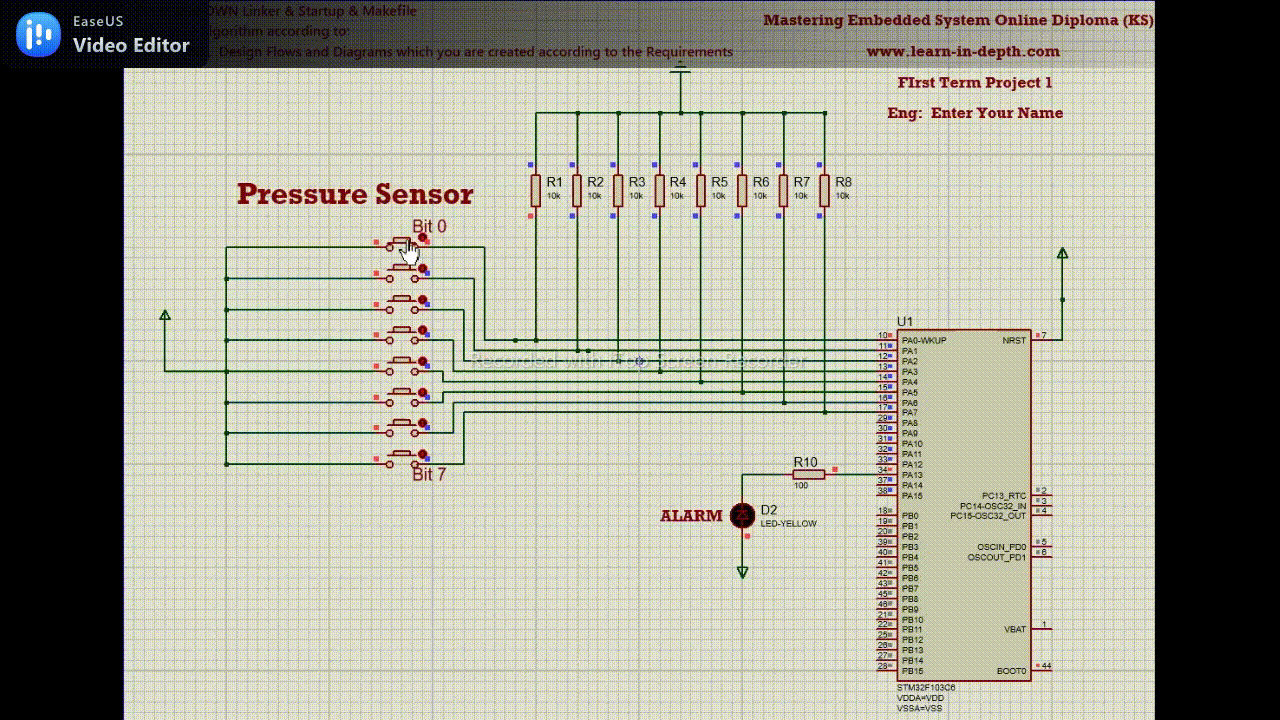 EaseUS
Video Editor
OWN Linker & Startup & Makefile
lgorithm according to:
Design Flows and Diagrams which you are created according to the Requirements
Mastering Embedded System Online Diploma (KS)
www.learn-in-depth.com
FIrst Term Project 1
Eng: Enter Your Name
Pressure Sensor
Bit 0
Bit 7
R1
10k
R2
10k
R3
10k
R4
10k
R5
10k
R6
10k
R7
10k
R8
10k
Recorded with iTop Screen Recorder
R10
100
ALARM
D2
LED-YELLOW
U1
10 PA0-WKUP
11 PA1
12 PA2
13 PA3
14 PA4
15 PA5
16 PA6
17 PA7
29 PA8
30 PA9
31 PA10
32 PA11
33 PA12
34 PA13
37 PA14
38 PA15
18 PB0
19 PB1
20 PB2
39 PB3
40 PB4
41 PB5
42 PB6
43 PB7
45 PB8
46 PB9
21 PB10
22 PB11
25 PB12
26 PB13
27 PB14
28 PB15
NRST 7
PC13_RTC 2
PC14-OSC32_IN 3
PC15-OSC32_OUT 4
OSCIN_PD0 5
OSCOUT_PD1 6
VBAT 1
BOOT0 44
STM32F103C6
VDDA=VDD
VSSA=VSS